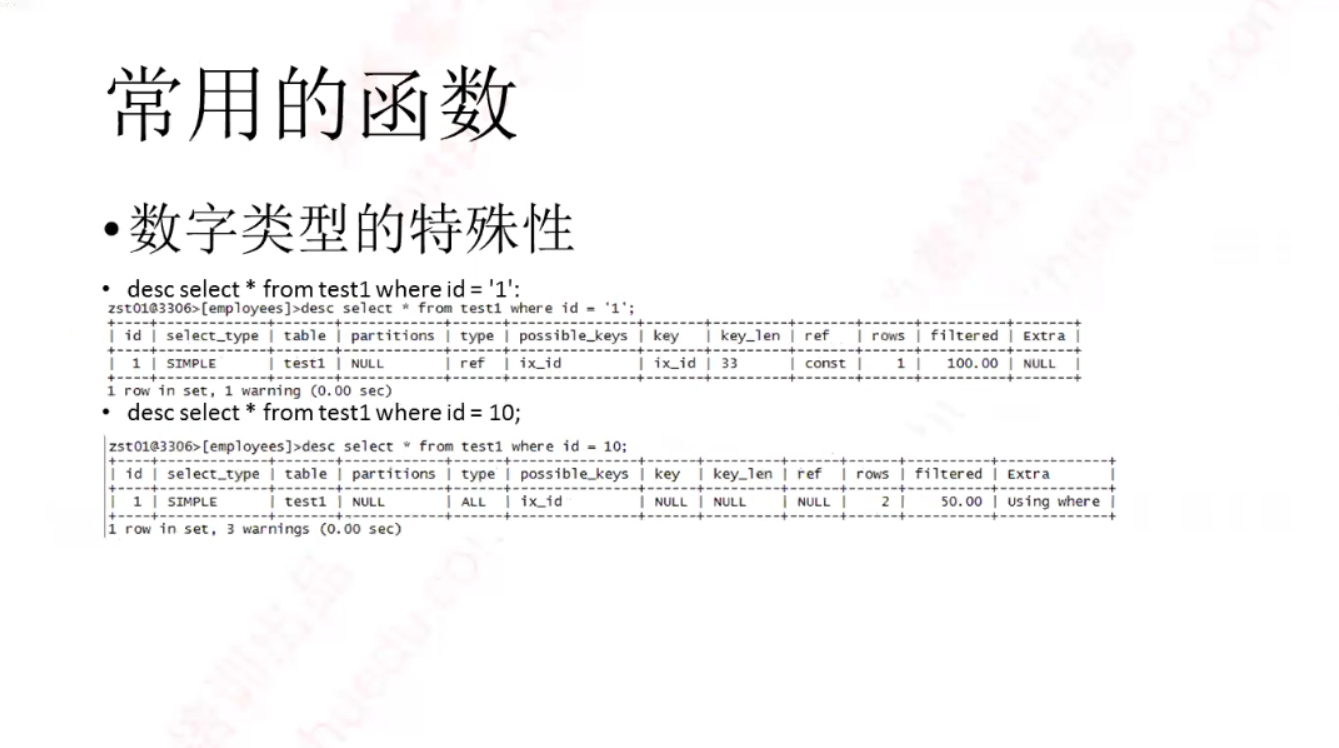 常用的函数
•数字类型的特殊性
• desc select * from test1 where id = '1':
zst01@3306>[employees]>desc select * from test1 where id = '1';
+----+-------------+-------+------------+------+---------------+-------+---------+-------+------+----------+-------+
| id | select_type | table | partitions | type | possible_keys | key | key_len | ref | rows | filtered | Extra |
+----+-------------+-------+------------+------+---------------+-------+---------+-------+------+----------+-------+
| 1 | SIMPLE | test1 | NULL | ref | ix_id | ix_id | 33 | const | 1 | 100.00 | NULL |
+----+-------------+-------+------------+------+---------------+-------+---------+-------+------+----------+-------+
1 row in set, 1 warning (0.00 sec)
• desc select * from test1 where id = 10;
zst01@3306>[employees]>desc select * from test1 where id = 10;
+----+-------------+-------+------------+------+---------------+------+---------+------+------+----------+-------------+
| id | select_type | table | partitions | type | possible_keys | key | key_len | ref | rows | filtered | Extra |
+----+-------------+-------+------------+------+---------------+------+---------+------+------+----------+-------------+
| 1 | SIMPLE | test1 | NULL | ALL | ix_id | NULL | NULL | NULL | 2 | 50.00 | Using where |
+----+-------------+-------+------------+------+---------------+------+---------+------+------+----------+-------------+
1 row in set, 3 warnings (0.00 sec)